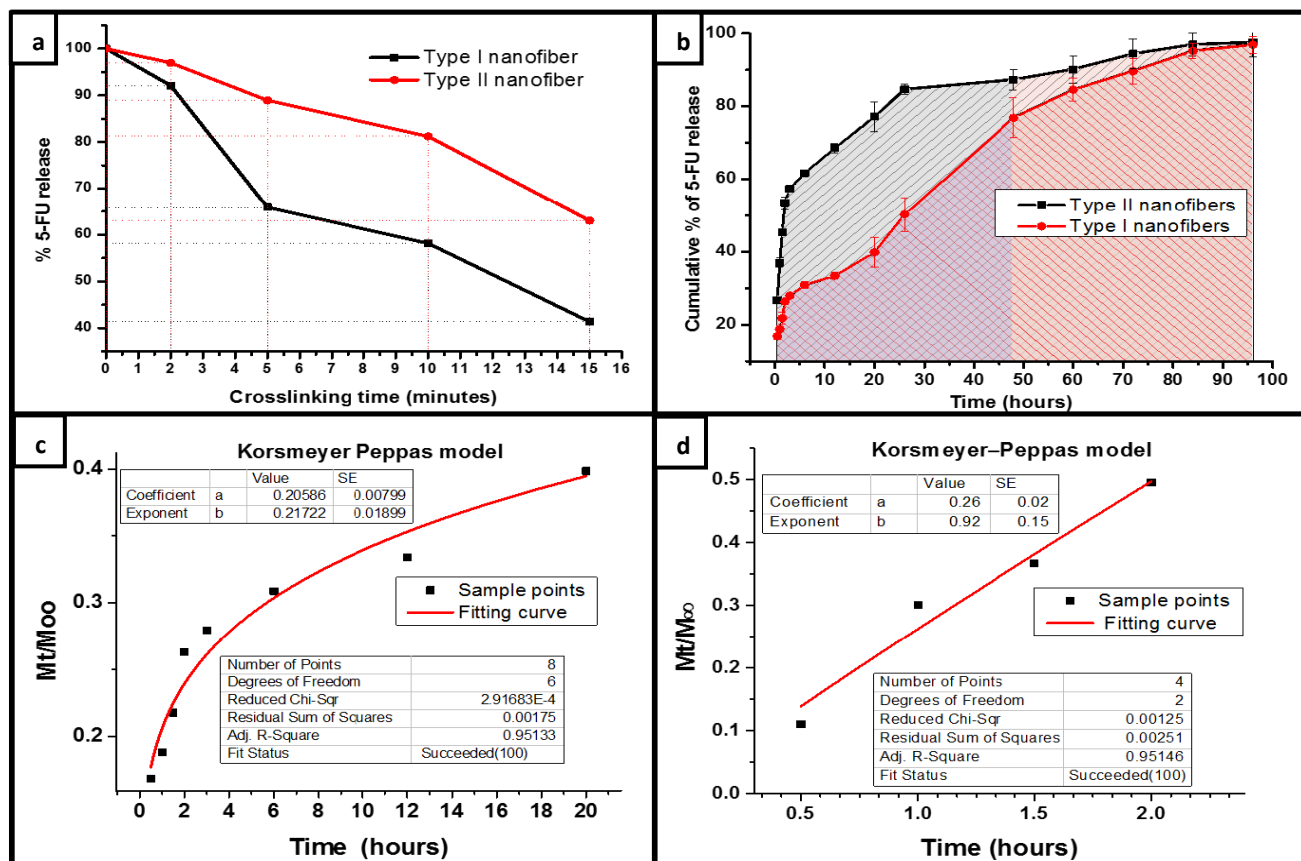 a
% 5-FU release
100
90
80
70
60
50
40
Type I nanofiber
Type II nanofiber
0 1 2 3 4 5 6 7 8 9 10 11 12 13 14 15 16
Crosslinking time (minutes)
b
Cumulative % of 5-FU release
100
80
60
40
20
Type II nanofibers
Type I nanofibers
0 10 20 30 40 50 60 70 80 90 100
Time (hours)
c
Korsmeyer Peppas model
Value SE
Coefficient a 0.20586 0.00799
Exponent b 0.21722 0.01899
Mt/Moo
0.4
0.3
0.2
Sample points
Fitting curve
Number of Points 8
Degrees of Freedom 6
Reduced Chi-Sqr 2.91683E-4
Residual Sum of Squares 0.00175
Adj. R-Square 0.95133
Fit Status Succeeded(100)
0 2 4 6 8 10 12 14 16 18 20
Time (hours)
d
Korsmeyer–Peppas model
Value SE
Coefficient a 0.26 0.02
Exponent b 0.92 0.15
Mt/M∞
0.5
0.4
0.3
0.2
0.1
0.0
Sample points
Fitting curve
Number of Points 4
Degrees of Freedom 2
Reduced Chi-Sqr 0.00125
Residual Sum of Squares 0.00251
Adj. R-Square 0.95146
Fit Status Succeeded(100)
0.5 1.0 1.5 2.0
Time (hours)